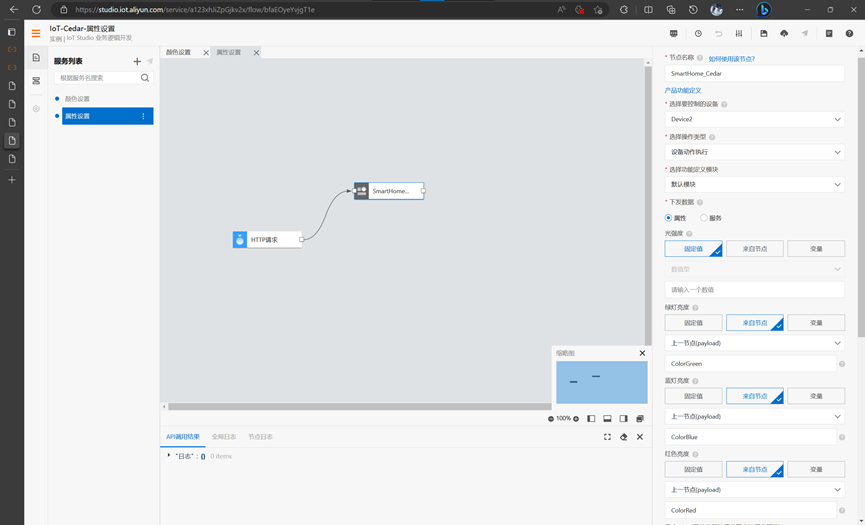 https://studio.iot.aliyun.com/service/a123xhJiZpGjkv2x/flow/bfaEOyeYvjgT1e
IoT-Cedar-属性设置
实例 | IoT Studio 业务逻辑开发
服务列表
根据服务名搜索
颜色设置
属性设置
颜色设置
属性设置
SmartHome...
HTTP请求
缩略图
100%
API调用结果
全局日志
节点日志
"日志" : {} 0 items
* 节点名称
如何使用该节点?
SmartHome_Cedar
产品功能定义
* 选择要控制的设备
Device2
* 选择操作类型
设备动作执行
* 选择功能定义模块
默认模块
* 下发数据
属性
服务
光强度
固定值
来自节点
变量
数值型
请输入一个数值
绿灯亮度
固定值
来自节点
变量
上一节点(payload)
ColorGreen
蓝灯亮度
固定值
来自节点
变量
上一节点(payload)
ColorBlue
红色亮度
固定值
来自节点
变量
上一节点(payload)
ColorRed